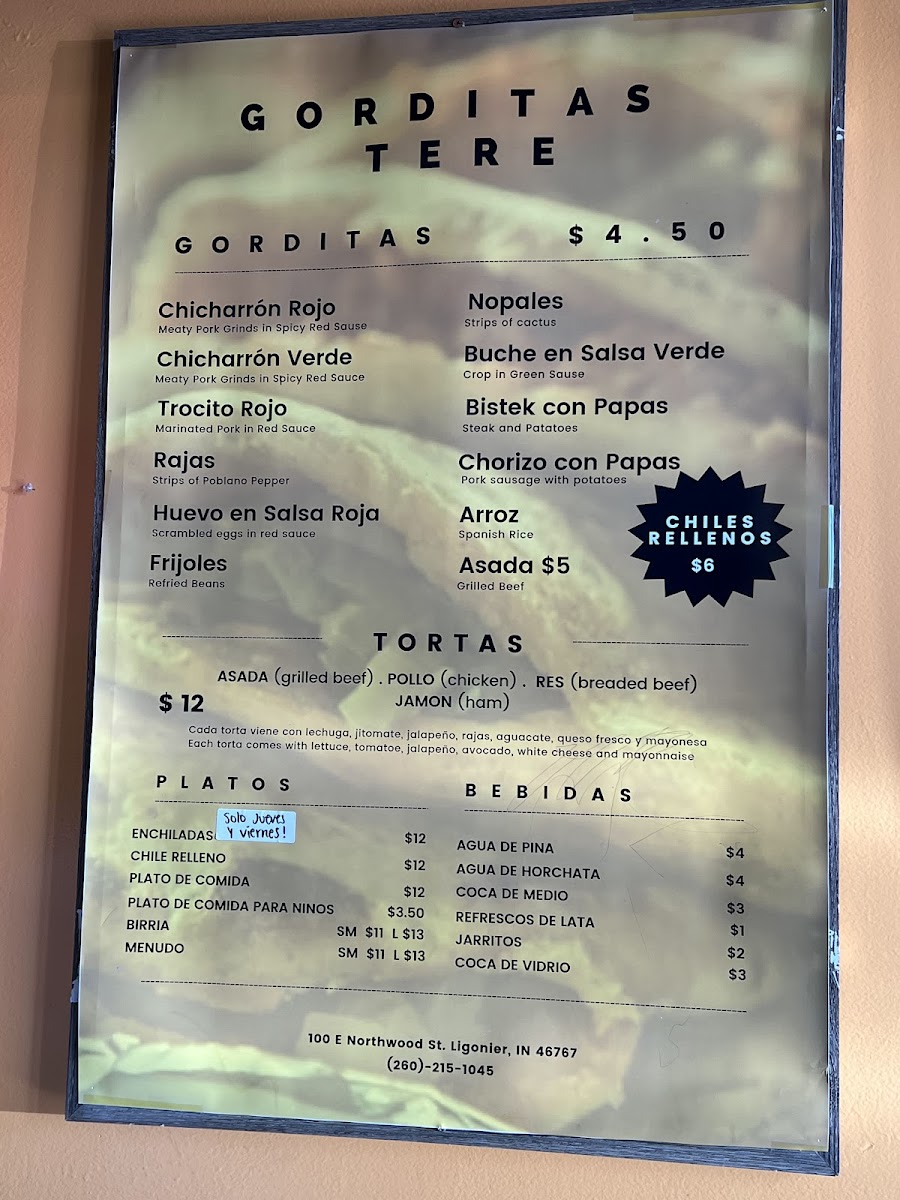 GORDITAS
TERE
GORDITAS $4.50
Chicharrón Rojo
Meaty Pork Grinds in Spicy Red Sause
Chicharrón Verde
Meaty Pork Grinds in Spicy Red Sauce
Trocito Rojo
Marinated Pork in Red Sauce
Rajas
Strips of Poblano Pepper
Huevo en Salsa Roja
Scrambled eggs in red sauce
Frijoles
Refried Beans
Nopales
Strips of cactus
Buche en Salsa Verde
Crop in Green Sause
Bistek con Papas
Steak and Patatoes
Chorizo con Papas
Pork sausage with potatoes
Arroz
Spanish Rice
Asada $5
Grilled Beef
CHILES
RELLENOS
$6
TORTAS
ASADA (grilled beef) . POLLO (chicken) . RES (breaded beef)
JAMON (ham)
$ 12
Cada torta viene con lechuga, jitomate, jalapeño, rajas, aguacate, queso fresco y mayonesa
Each torta comes with lettuce, tomatoe, jalapeño, avocado, white cheese and mayonnaise
PLATOS
Solo Jueves
y viernes!
ENCHILADAS $12
CHILE RELLENO $12
PLATO DE COMIDA $12
PLATO DE COMIDA PARA NINOS $3.50
BIRRIA SM $11 L $13
MENUDO SM $11 L $13
BEBIDAS
AGUA DE PINA $4
AGUA DE HORCHATA $4
COCA DE MEDIO $3
REFRESCOS DE LATA $1
JARRITOS $2
COCA DE VIDRIO $3
100 E Northwood St. Ligonier, IN 46767
(260)-215-1045